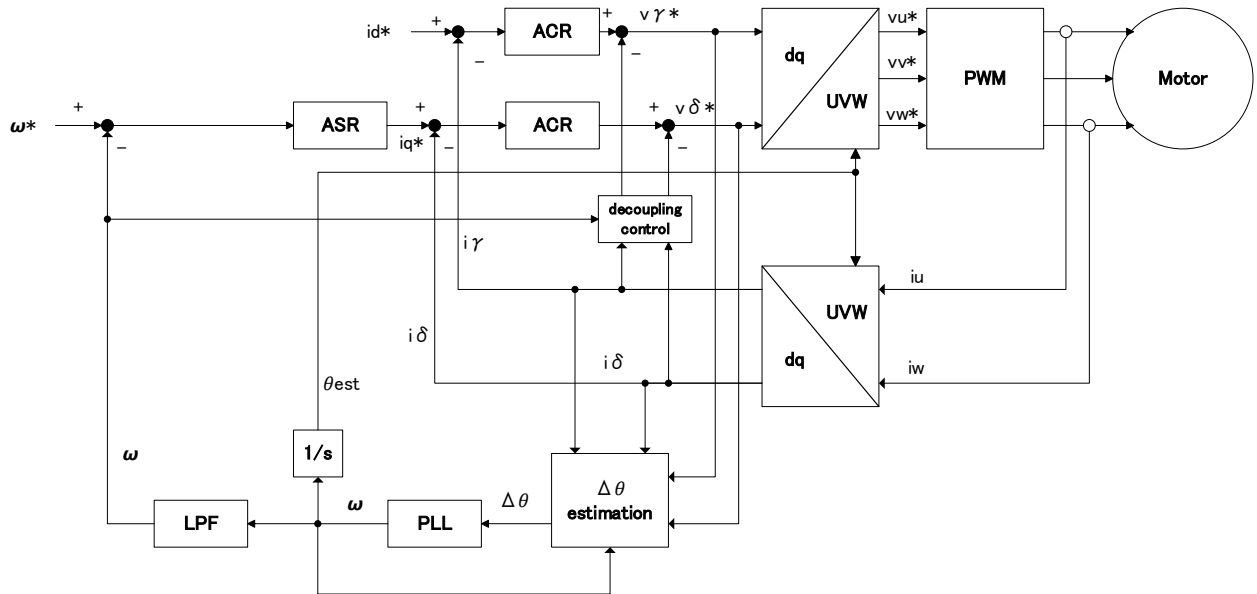 id*
+
−
ACR
+
−
vγ*
dq
UVW
vu*
vv*
vw*
PWM
Motor
ω*
+
−
ASR
+
iq*
−
ACR
+
−
vδ*
decoupling
control
iγ
iδ
iδ
UVW
dq
iu
iw
θest
1/s
ω
LPF
ω
PLL
Δθ
Δθ
estimation